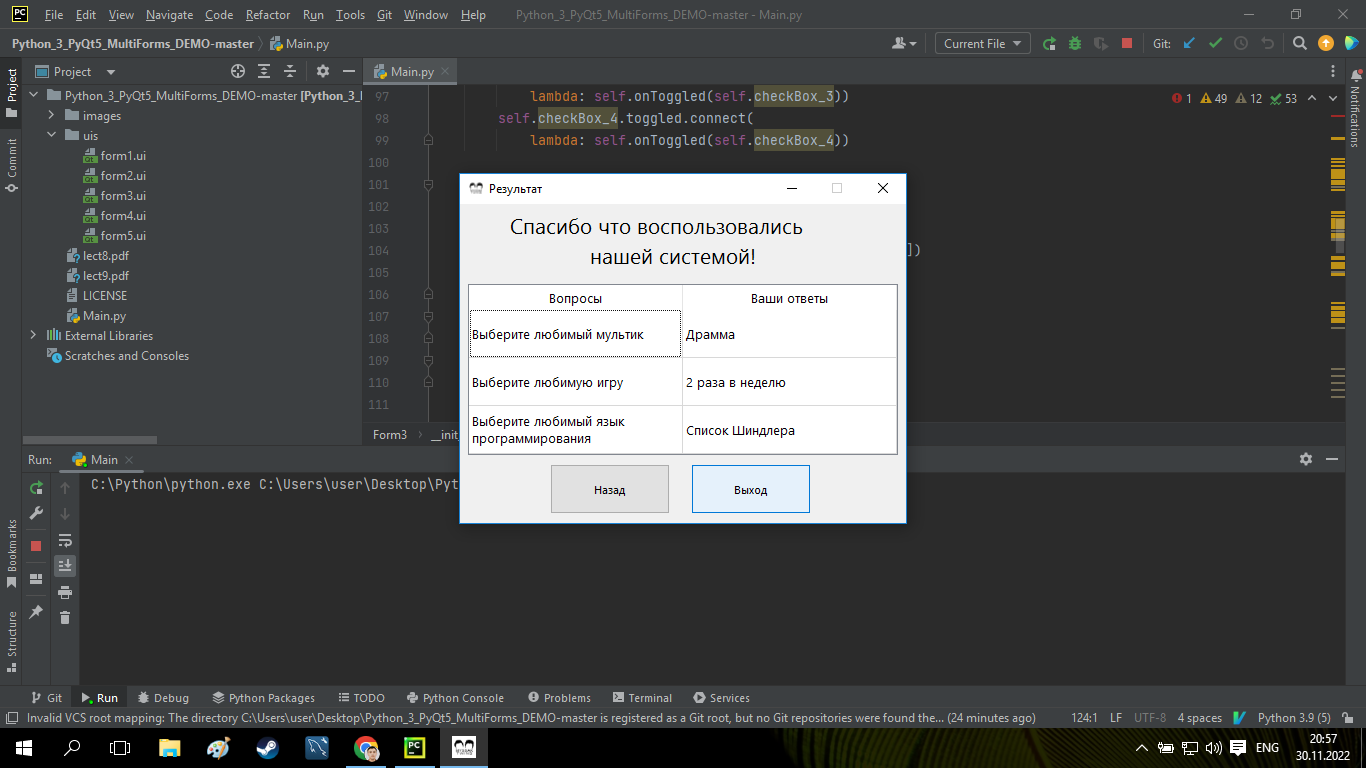 File Edit View Navigate Code Refactor Run Tools Git Window Help Python_3_PyQt5_MultiForms_DEMO-master - Main.py
Python_3_PyQt5_MultiForms_DEMO-master Main.py Current File Git:
Project Main.py
Python_3_PyQt5_MultiForms_DEMO-master [Python_3_
images
uis
form1.ui
form2.ui
form3.ui
form4.ui
form5.ui
lect8.pdf
lect9.pdf
LICENSE
Main.py
External Libraries
Scratches and Consoles
Project
Commit
Bookmarks
Structure
Notifications
1 49 12 53
97 lambda: self.onToggled(self.checkBox_3))
98 self.checkBox_4.toggled.connect(
99 lambda: self.onToggled(self.checkBox_4))
100
101
102
103
104 ])
105
106
107
108
109
110
111
Form3 __init_
Результат
Спасибо что воспользовались
нашей системой!
Вопросы Ваши ответы
Выберите любимый мультик Драмма
Выберите любимую игру 2 раза в неделю
Выберите любимый язык
программирования Список Шиндлера
Назад Выход
Run: Main
C:\Python\python.exe C:\Users\user\Desktop\Pyt
Git Run Debug Python Packages TODO Python Console Problems Terminal Services
Invalid VCS root mapping: The directory C:\Users\user\Desktop\Python_3_PyQt5_MultiForms_DEMO-master is registered as a Git root, but no Git repositories were found the... (24 minutes ago) 124:1 LF UTF-8 4 spaces Python 3.9 (5)
ENG 20:57
30.11.2022